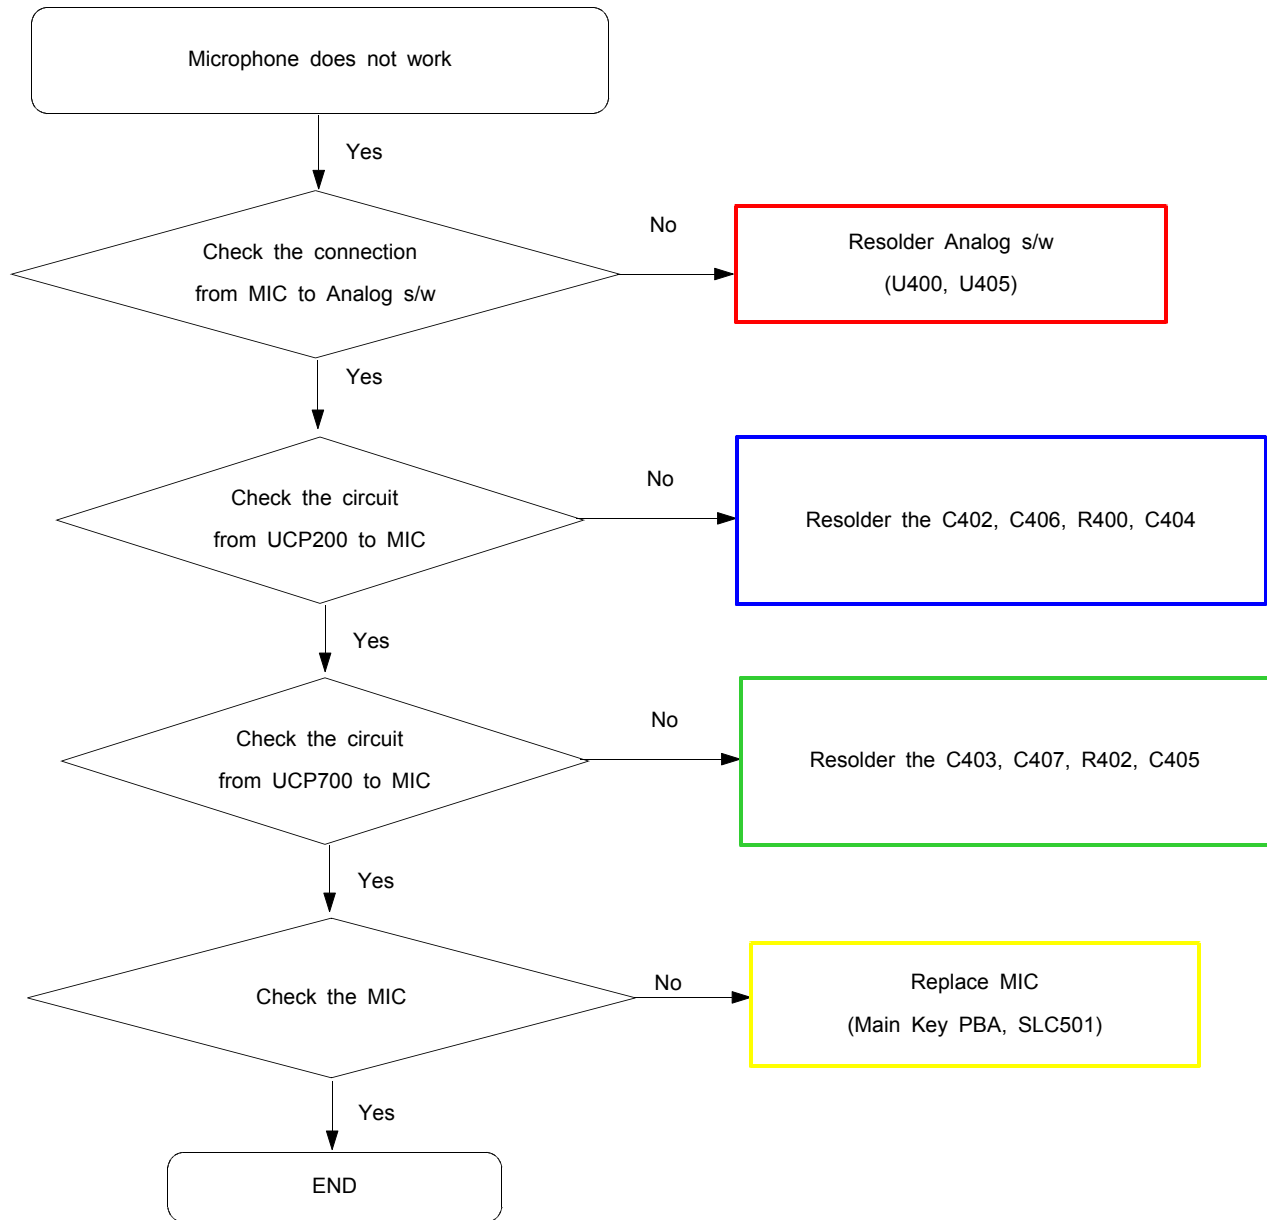 Microphone does not work
Yes
Check the connection
from MIC to Analog s/w
No
Resolder Analog s/w
(U400, U405)
Yes
Check the circuit
from UCP200 to MIC
No
Resolder the C402, C406, R400, C404
Yes
Check the circuit
from UCP700 to MIC
No
Resolder the C403, C407, R402, C405
Yes
Check the MIC
No
Replace MIC
(Main Key PBA, SLC501)
Yes
END